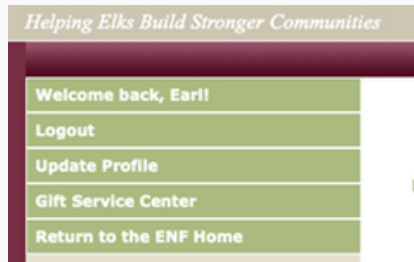 Helping Elks Build Stronger Communities
Welcome back, Earl!
Logout
Update Profile
Gift Service Center
Return to the ENF Home